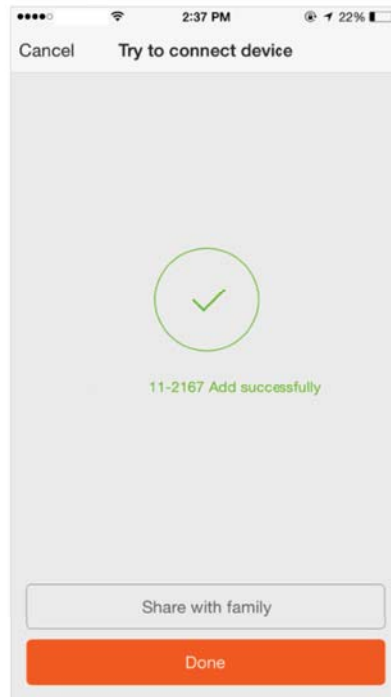 2:37 PM 22%
Cancel Try to connect device
11-2167 Add successfully
Share with family
Done